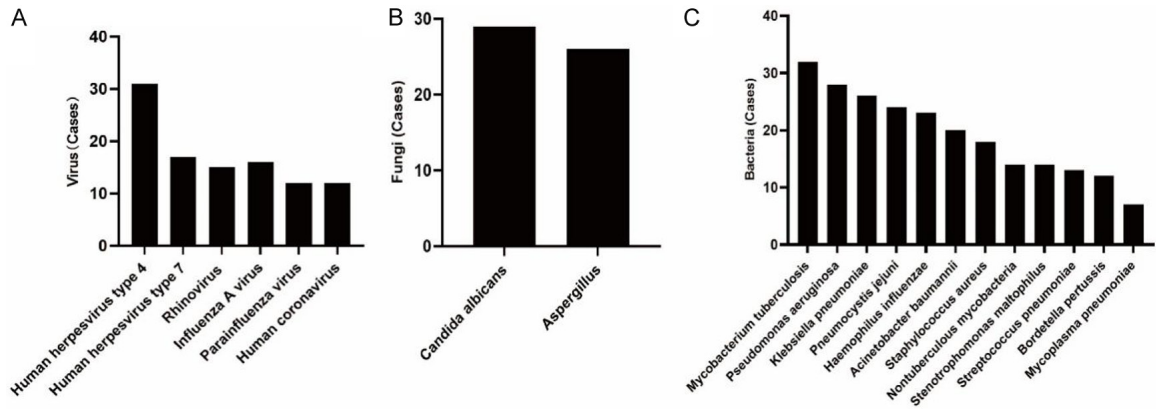 A
Virus (Cases)
40
30
20
10
0
Human herpesvirus type 4
Human herpesvirus type 7
Rhinovirus
Influenza A virus
Parainfluenza virus
Human coronavirus
B
Fungi (Cases)
30
20
10
0
Candida albicans
Aspergillus
C
Bacteria (Cases)
40
30
20
10
0
Mycobacterium tuberculosis
Pseudomonas aeruginosa
Klebsiella pneumoniae
Pneumocystis jejuni
Haemophilus influenzae
Acinetobacter baumannii
Staphylococcus aureus
Nontuberculous mycobacteria
Stenotrophomonas maltophilus
Streptococcus pneumoniae
Bordetella pertussis
Mycoplasma pneumoniae